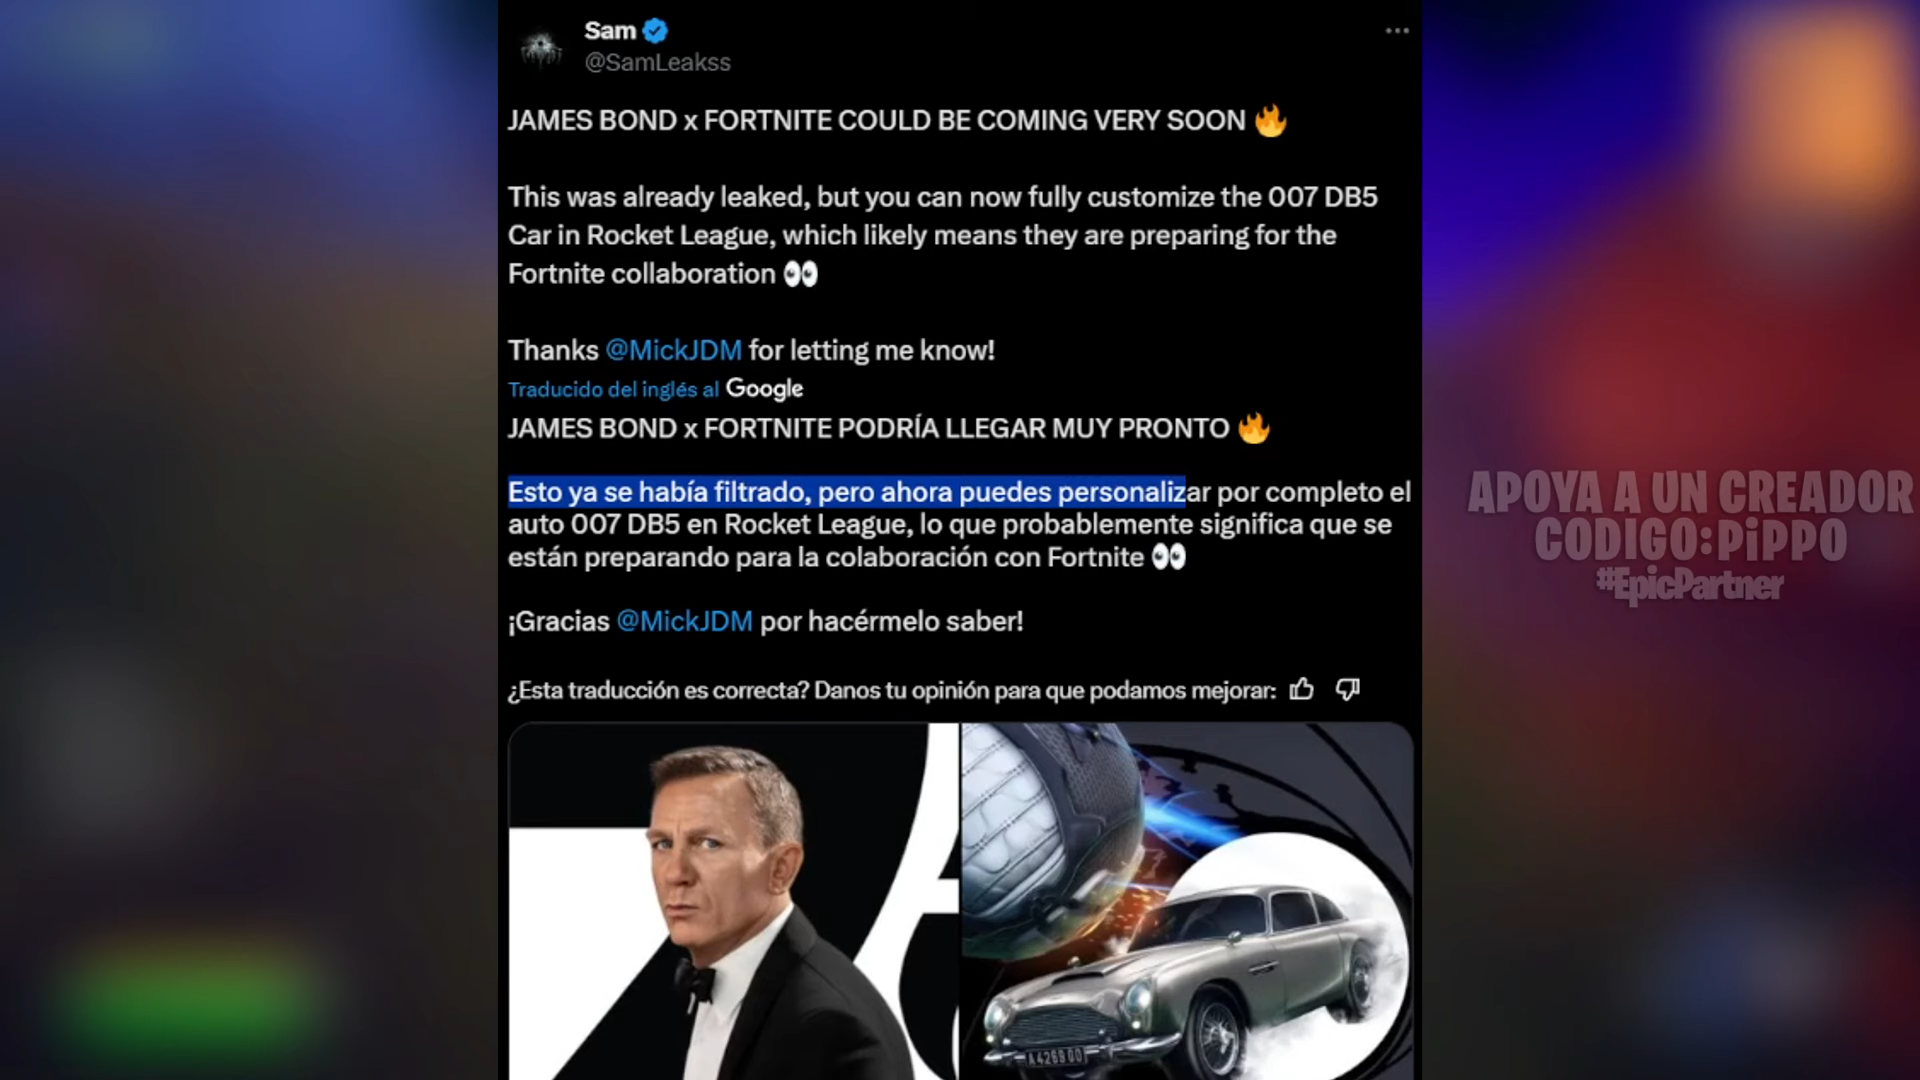 Sam
@SamLeakss
JAMES BOND x FORTNITE COULD BE COMING VERY SOON 🔥
This was already leaked, but you can now fully customize the 007 DB5
Car in Rocket League, which likely means they are preparing for the
Fortnite collaboration 👀
Thanks @MickJDM for letting me know!
Traducido del inglés al Google
JAMES BOND x FORTNITE PODRÍA LLEGAR MUY PRONTO 🔥
Esto ya se había filtrado, pero ahora puedes personalizar por completo el
auto 007 DB5 en Rocket League, lo que probablemente significa que se
están preparando para la colaboración con Fortnite 👀
¡Gracias @MickJDM por hacérmelo saber!
¿Esta traducción es correcta? Danos tu opinión para que podamos mejorar:
A4269 00
APOYA A UN CREADOR
CODIGO:PiPPO
#EpicPartner